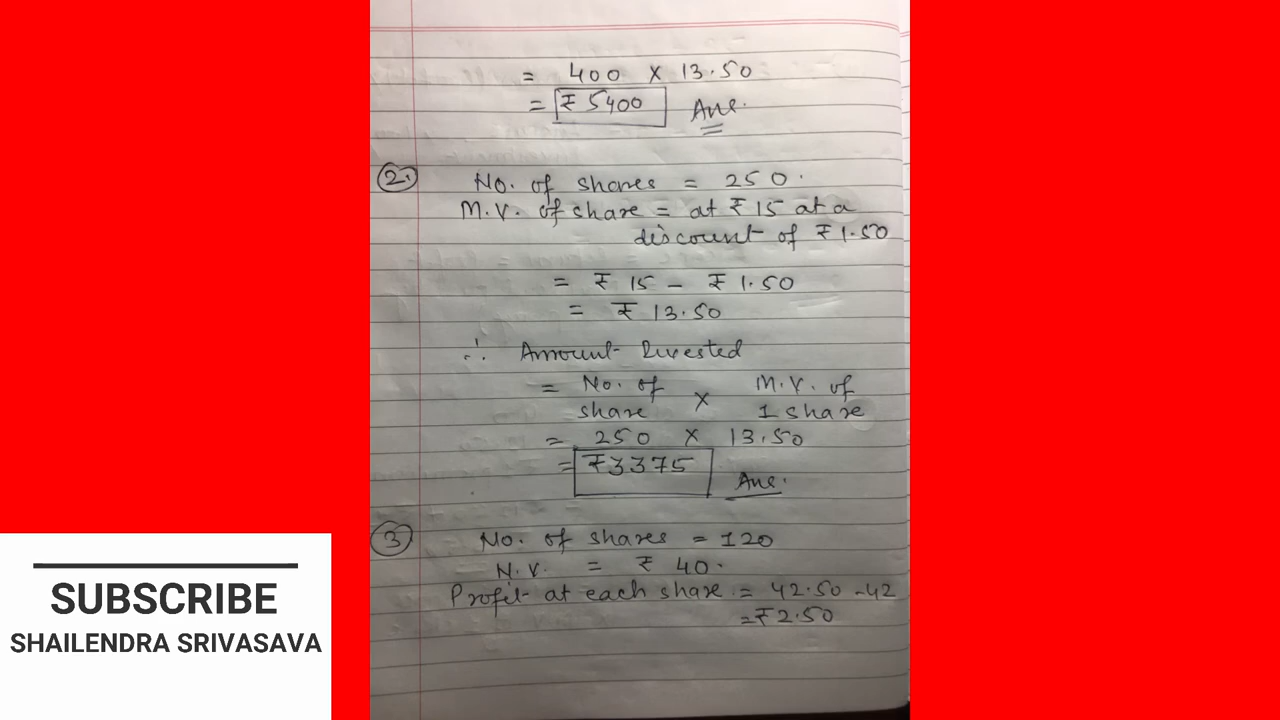 = 400 × 13.50
= ₹ 5400 Ans.
2. No. of shares = 250.
M.V. of share = at ₹ 15 at a
discount of ₹ 1.50
= ₹ 15 - ₹ 1.50
= ₹ 13.50
∴ Amount Invested
= No. of share × M.V. of 1 share
= 250 × 13.50
= ₹3375 Ans.
3 No. of shares = 120
N.V. = ₹ 40.
Profit at each share = 42.50 - 42
= ₹2.50
SUBSCRIBE
SHAILENDRA SRIVASAVA